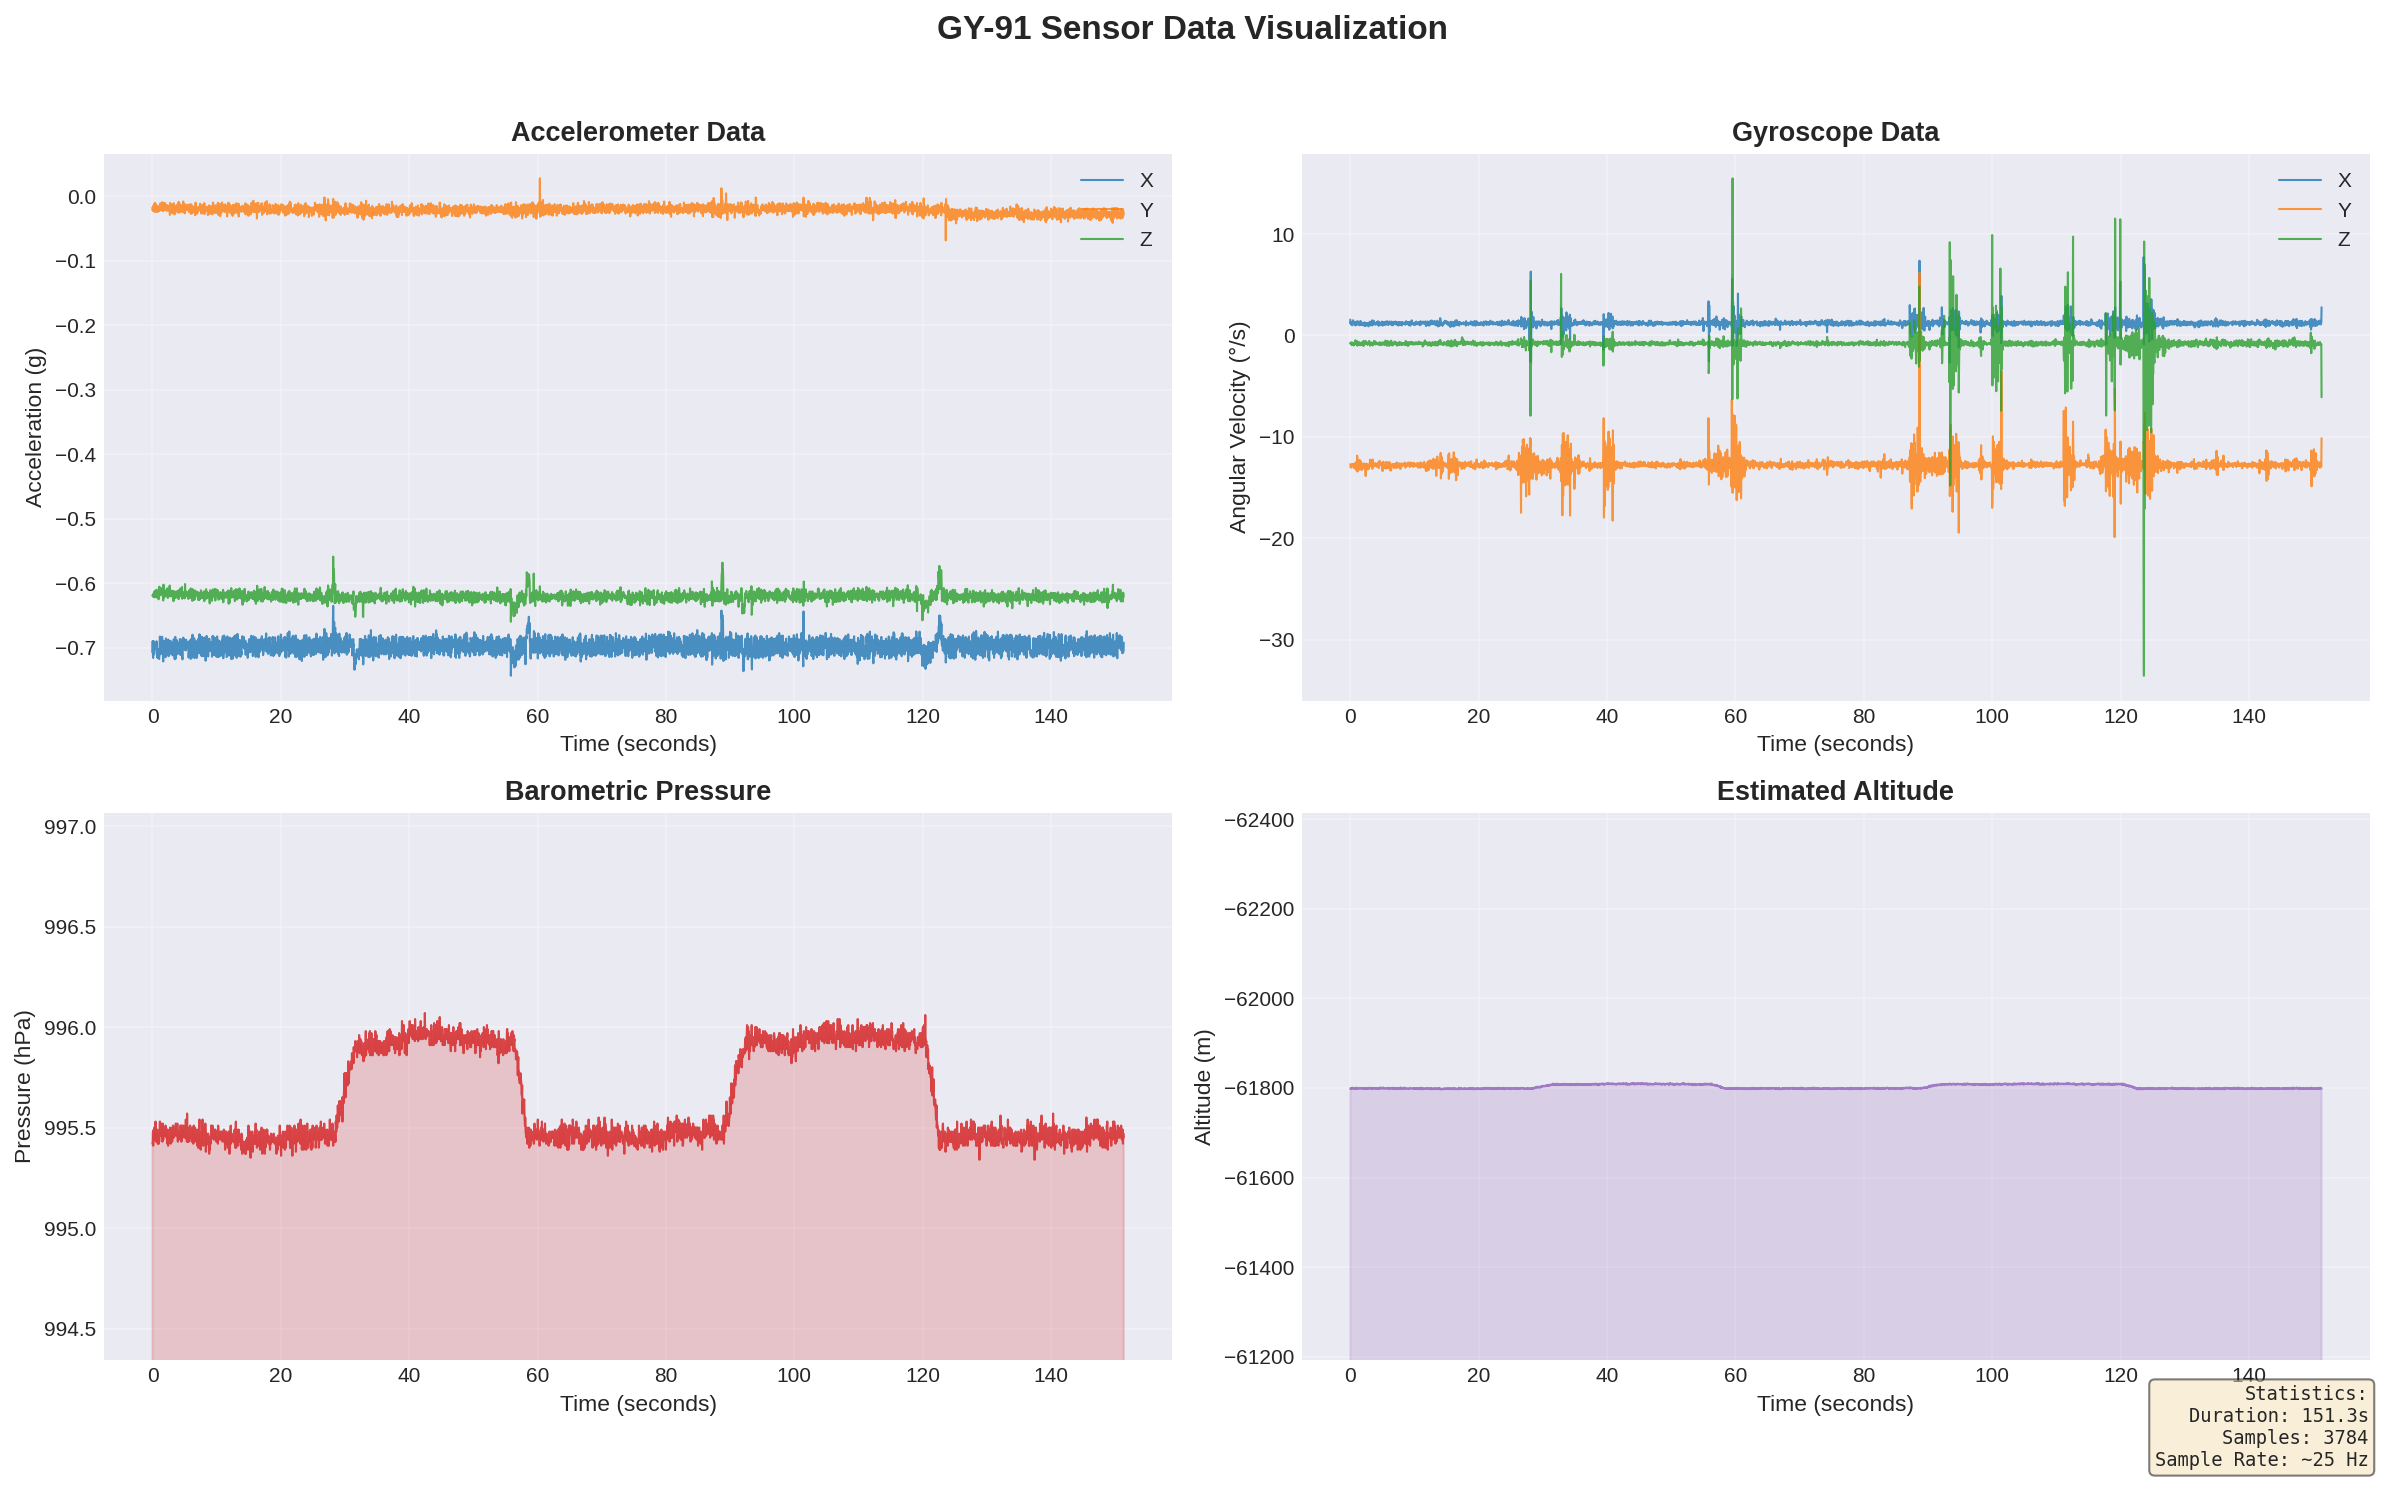 GY-91 Sensor Data Visualization
Accelerometer Data
Acceleration (g)
0.0
−0.1
−0.2
−0.3
−0.4
−0.5
−0.6
−0.7
X
Y
Z
0 20 40 60 80 100 120 140
Time (seconds)
Gyroscope Data
Angular Velocity (°/s)
10
0
−10
−20
−30
X
Y
Z
0 20 40 60 80 100 120 140
Time (seconds)
Barometric Pressure
Pressure (hPa)
997.0
996.5
996.0
995.5
995.0
994.5
0 20 40 60 80 100 120 140
Time (seconds)
Estimated Altitude
Altitude (m)
−62400
−62200
−62000
−61800
−61600
−61400
−61200
0 20 40 60 80 100 120 140
Time (seconds)
Statistics:
Duration: 151.3s
Samples: 3784
Sample Rate: ~25 Hz